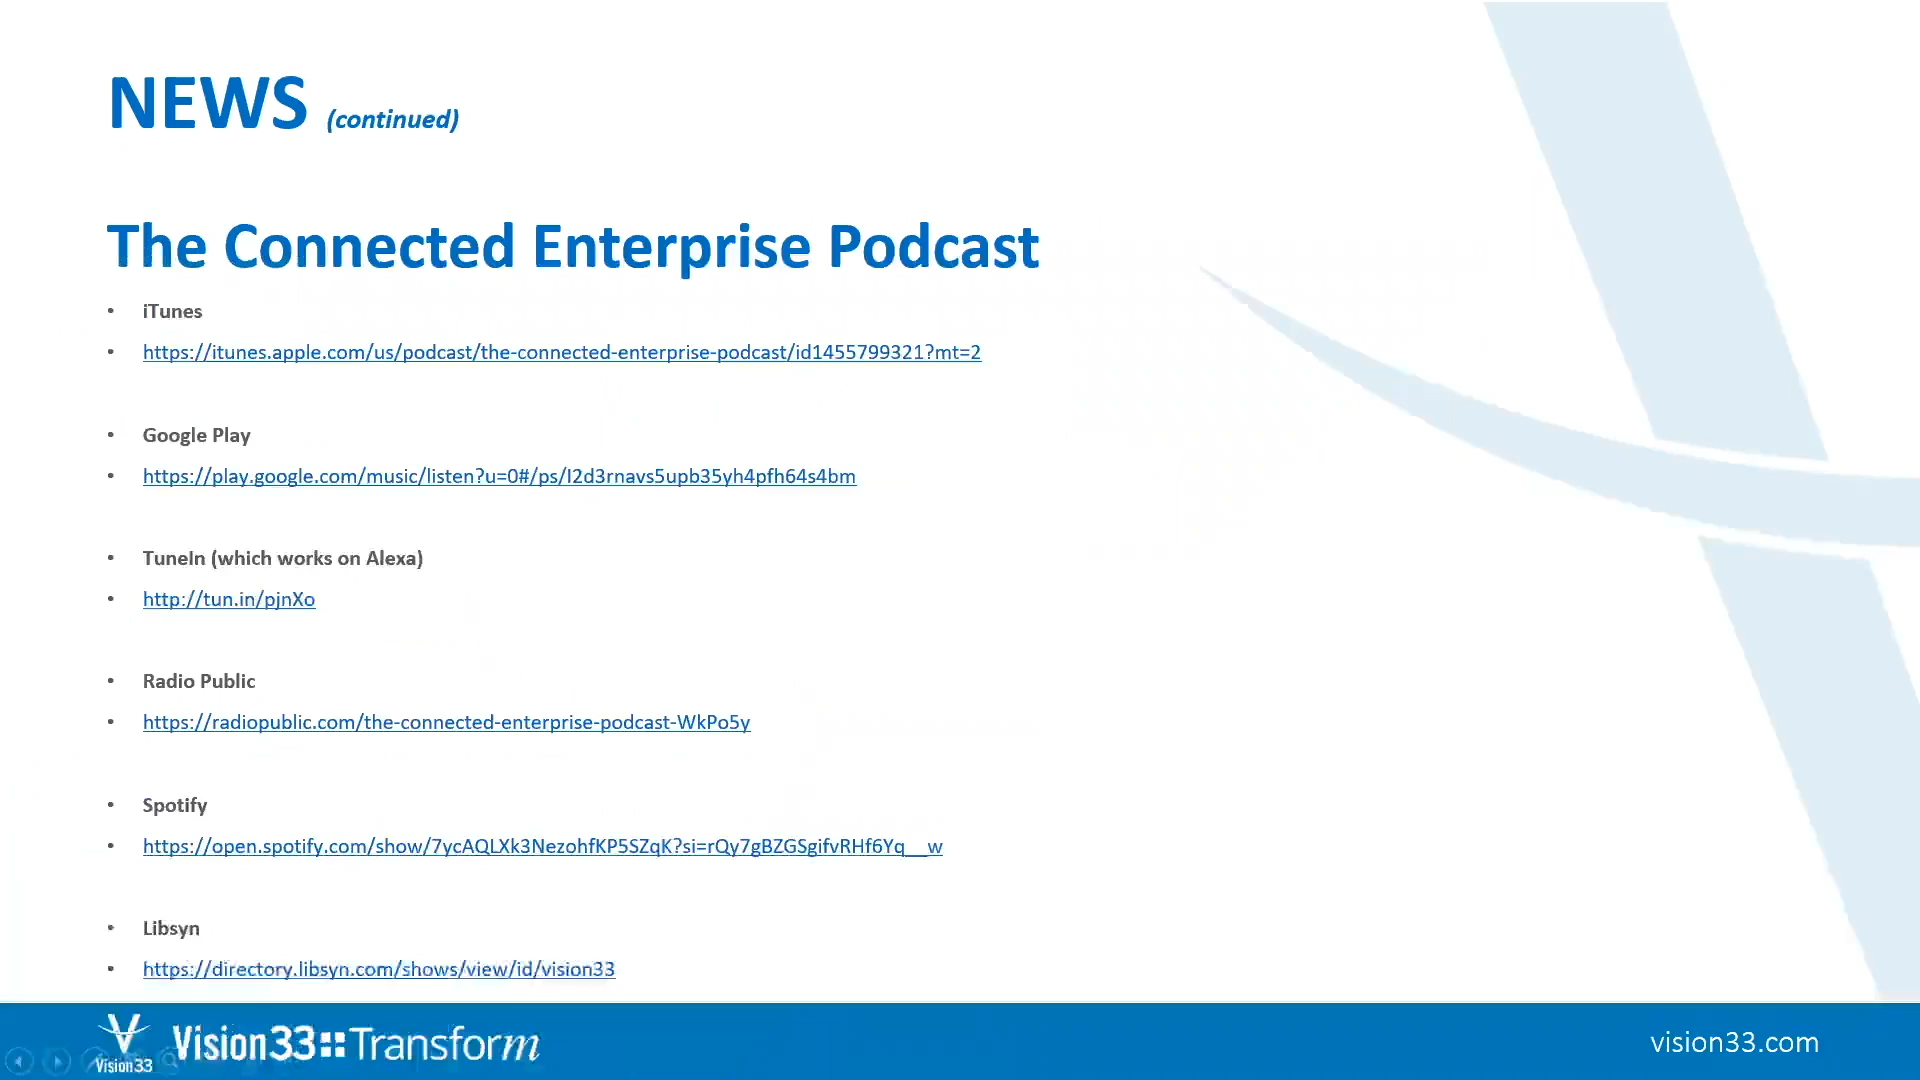 NEWS (continued)
The Connected Enterprise Podcast
• iTunes
• https://itunes.apple.com/us/podcast/the-connected-enterprise-podcast/id1455799321?mt=2
• Google Play
• https://play.google.com/music/listen?u=0#/ps/I2d3rnavs5upb35yh4pfh64s4bm
• TuneIn (which works on Alexa)
• http://tun.in/pjnXo
• Radio Public
• https://radiopublic.com/the-connected-enterprise-podcast-WkPo5y
• Spotify
• https://open.spotify.com/show/7ycAQLXk3NezohfKP5SZqK?si=rQy7gBZGSgifvRHf6Yq__w
• Libsyn
• https://directory.libsyn.com/shows/view/id/vision33
Vision33 Vision33::Transform vision33.com